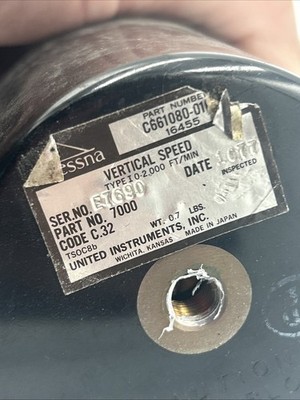 PART NUMBER
C661080-01
16455
VERTICAL SPEED
TYPE I 0-2,000 FT/MIN
SER.NO. E7690 DATE
INSPECTED
PART NO. 7000
CODE C.32 WT. 0.7 LBS.
TSOC8b
UNITED INSTRUMENTS, INC.
WICHITA, KANSAS MADE IN JAPAN